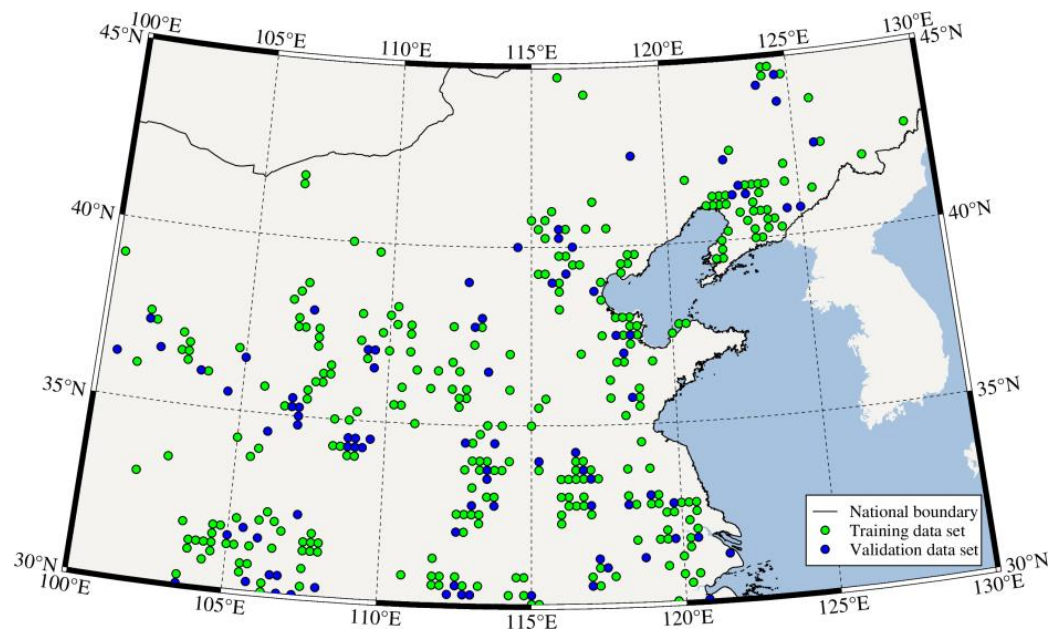 100°E
105°E
110°E
115°E
120°E
125°E
130°E
45°N
45°N
40°N
40°N
35°N
35°N
30°N
30°N
National boundary
Training data set
Validation data set
100°E
105°E
110°E
115°E
120°E
125°E
130°E